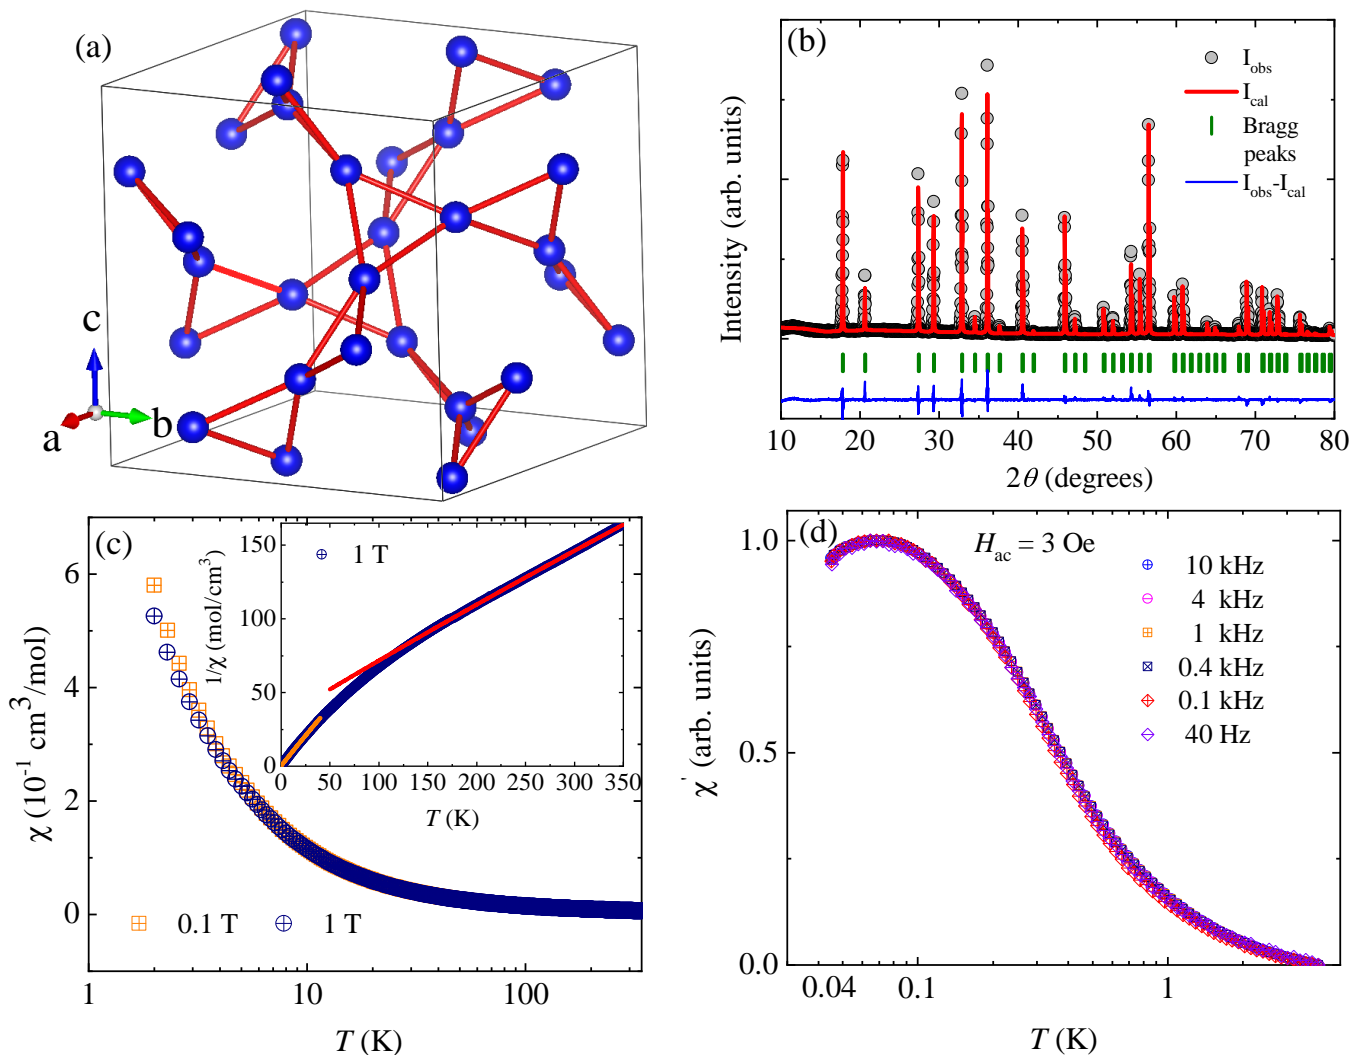 (a)
c
a
b
(b)
I_obs
I_cal
Bragg
peaks
I_obs-I_cal
Intensity (arb. units)
10 20 30 40 50 60 70 80
2θ (degrees)
(c)
6
4
2
0
χ (10^-1 cm^3/mol)
0.1 T
1 T
1 10 100
T (K)
1 T
150
100
50
0
1/χ (mol/cm^3)
0 50 100 150 200 250 300 350
T (K)
(d)
H_ac = 3 Oe
10 kHz
4 kHz
1 kHz
0.4 kHz
0.1 kHz
40 Hz
1.0
0.5
0.0
χ' (arb. units)
0.04 0.1 1
T (K)